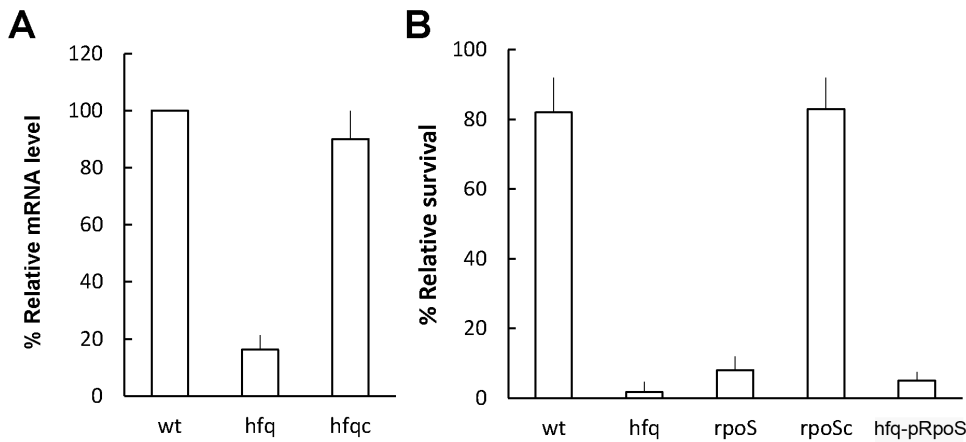 A
% Relative mRNA level
120
100
80
60
40
20
0
wt hfq hfqc
B
% Relative survival
100
80
60
40
20
0
wt hfq rpoS rpoSc hfq-pRpoS